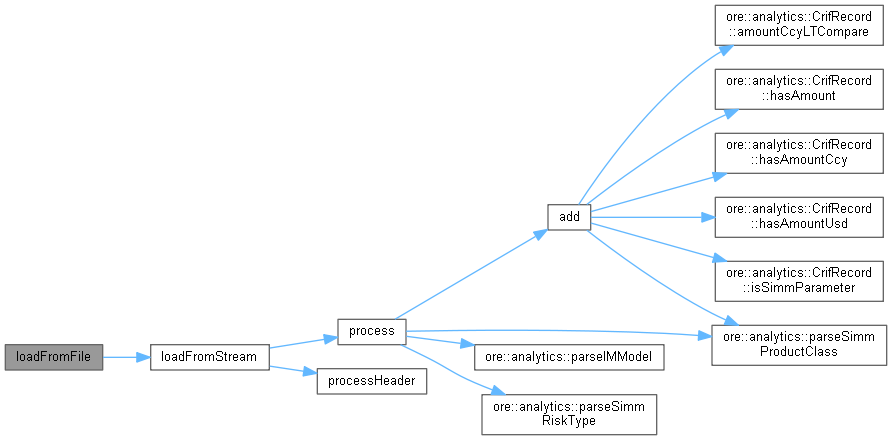 ore::analytics::CrifRecord
::amountCcyLTCompare
ore::analytics::CrifRecord
::hasAmount
ore::analytics::CrifRecord
::hasAmountCcy
add
ore::analytics::CrifRecord
::hasAmountUsd
ore::analytics::CrifRecord
::isSimmParameter
process
ore::analytics::parseSimm
ProductClass
loadFromFile
loadFromStream
ore::analytics::parseIMModel
processHeader
ore::analytics::parseSimm
RiskType